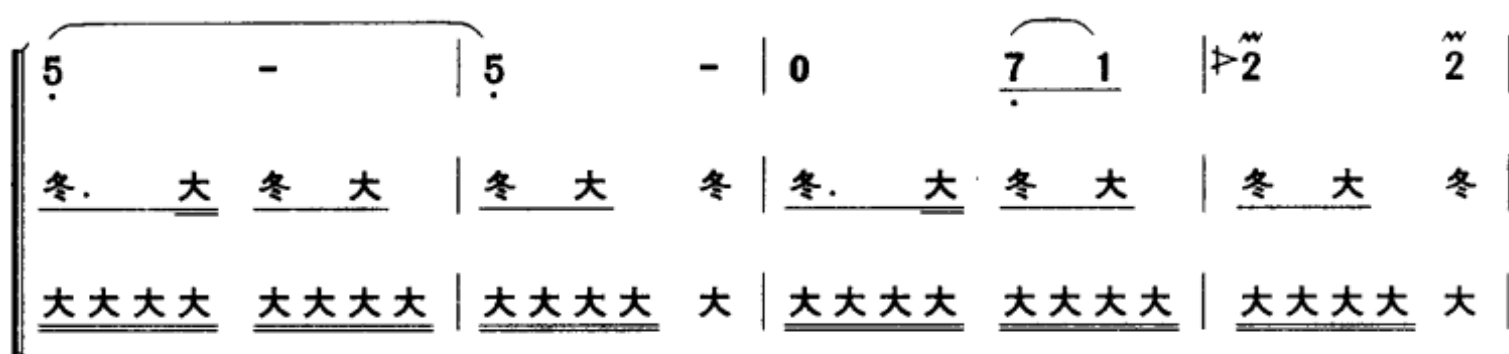 5 - | 5 - | 0 7 1 | 2 2 |
冬. 大 冬 大 | 冬 大 冬 | 冬. 大 冬 大 | 冬 大 冬 |
大大大大 大大大大 | 大大大大 大 | 大大大大 大大大大 | 大大大大 大 |